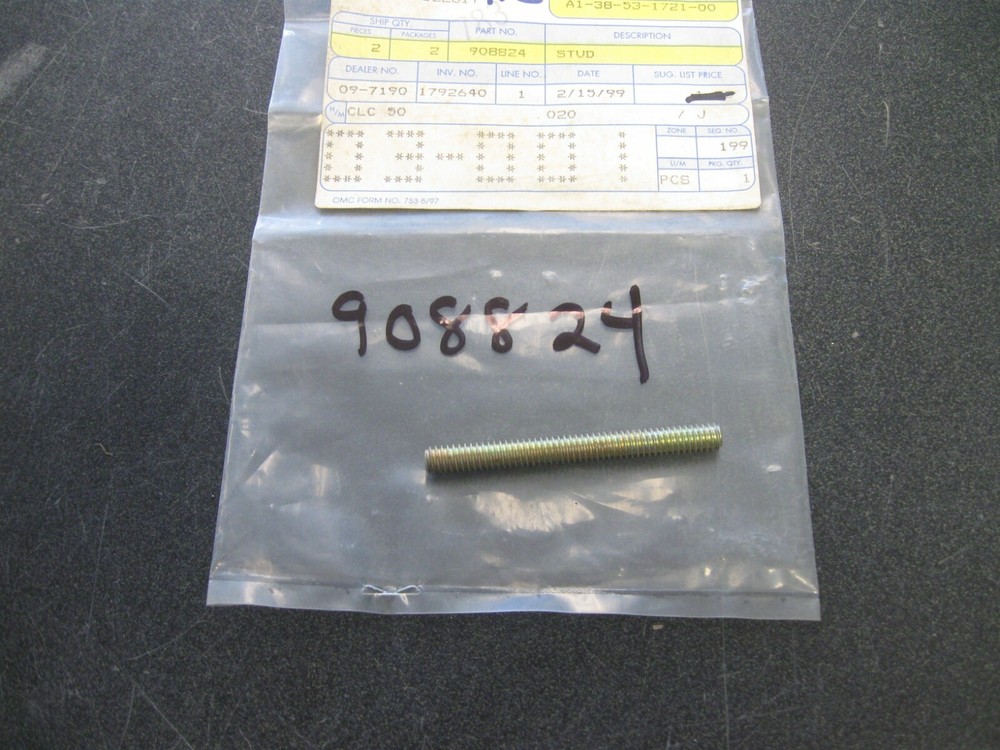 A1-38-53-1721-00
SHIP QTY
PIECES PACKAGES PART NO. DESCRIPTION
2 2 908824 STUD
DEALER NO. INV. NO. LINE NO. DATE SUG. LIST PRICE
09-7190 1792640 1 2/15/99
H/M CLC 50 .020 / J
ZONE SEQ. NO.
199
U/M PKG. QTY.
PCS 1
OMC FORM NO. 753 8/97
908824